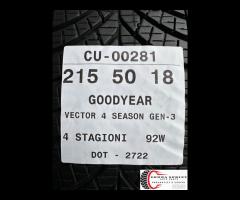 CU-00281
215 50 18
GOODYEAR
VECTOR 4 SEASON GEN-3
4 STAGIONI 92W
DOT - 2722